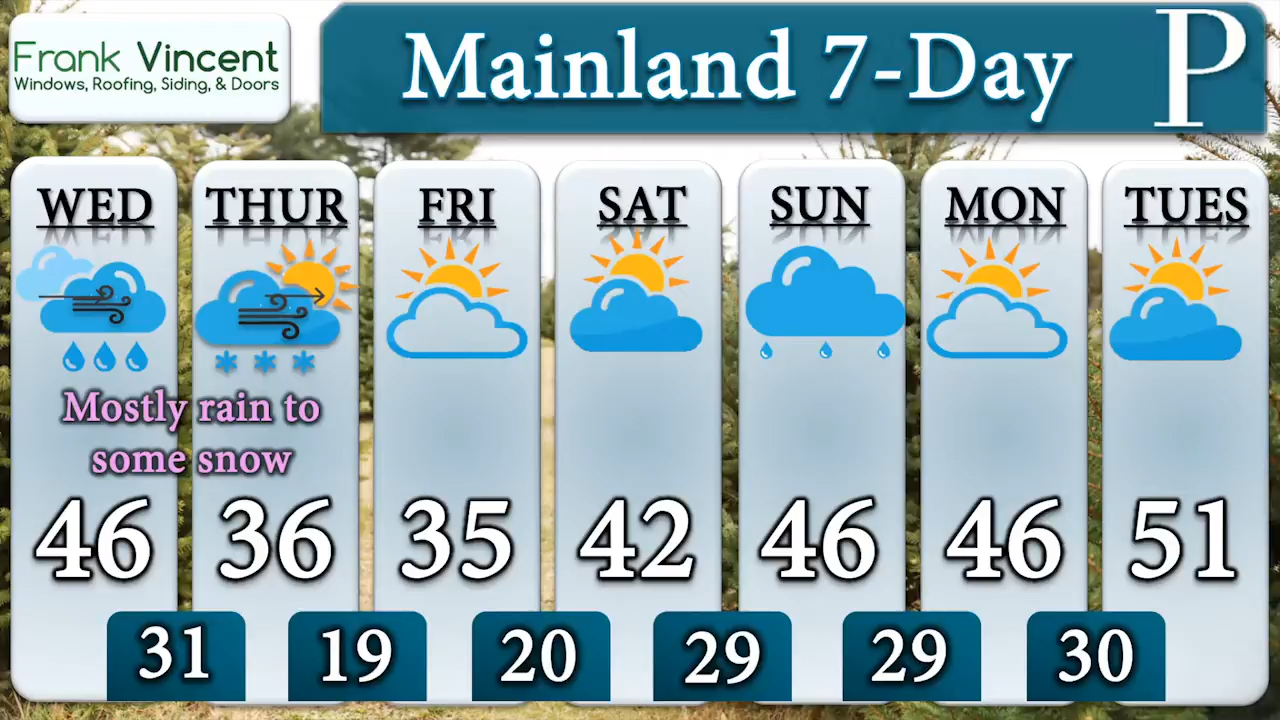 Frank Vincent
Windows, Roofing, Siding, & Doors
Mainland 7-Day
P
WED THUR FRI SAT SUN MON TUES
Mostly rain to
some snow
46 36 35 42 46 46 51
31 19 20 29 29 30